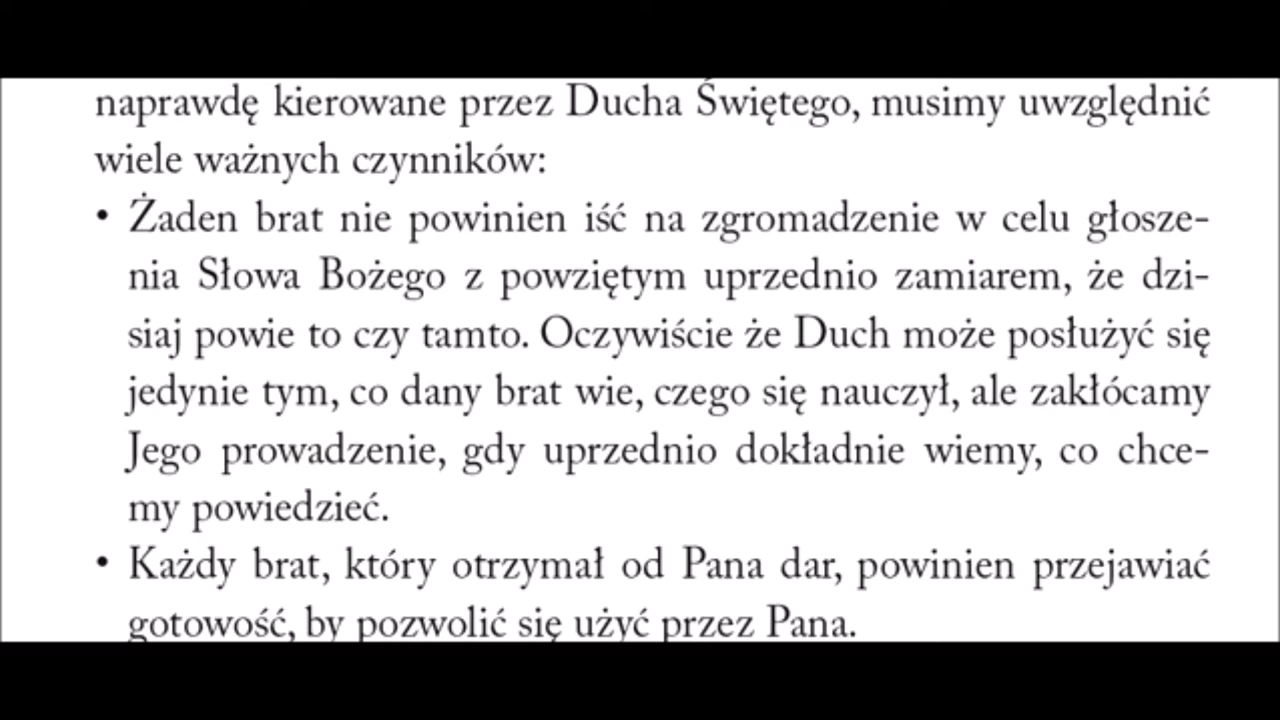 naprawdę kierowane przez Ducha Świętego, musimy uwzględnić
wiele ważnych czynników:
• Żaden brat nie powinien iść na zgromadzenie w celu głosze-
nia Słowa Bożego z powziętym uprzednio zamiarem, że dzi-
siaj powie to czy tamto. Oczywiście że Duch może posłużyć się
jedynie tym, co dany brat wie, czego się nauczył, ale zakłócamy
Jego prowadzenie, gdy uprzednio dokładnie wiemy, co chce-
my powiedzieć.
• Każdy brat, który otrzymał od Pana dar, powinien przejawiać
gotowość, by pozwolić się użyć przez Pana.